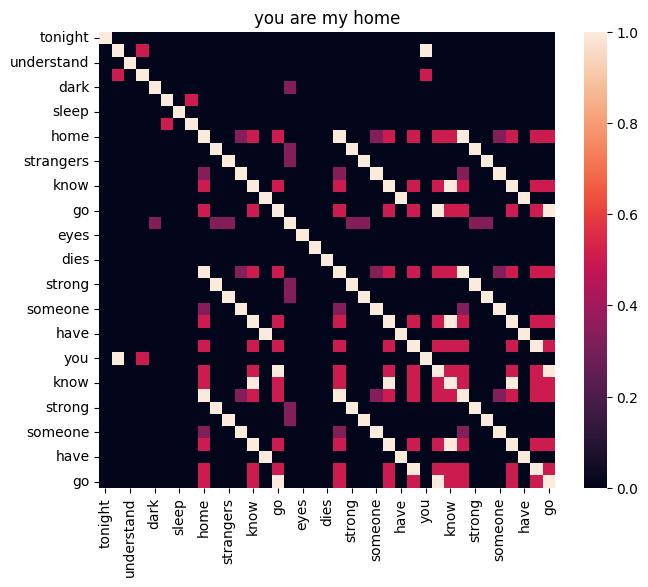 you are my home
tonight
understand
dark
sleep
home
strangers
know
go
eyes
dies
strong
someone
have
you
know
strong
someone
have
go
1.0
0.8
0.6
0.4
0.2
0.0
tonight
understand
dark
sleep
home
strangers
know
go
eyes
dies
strong
someone
have
you
know
strong
someone
have
go